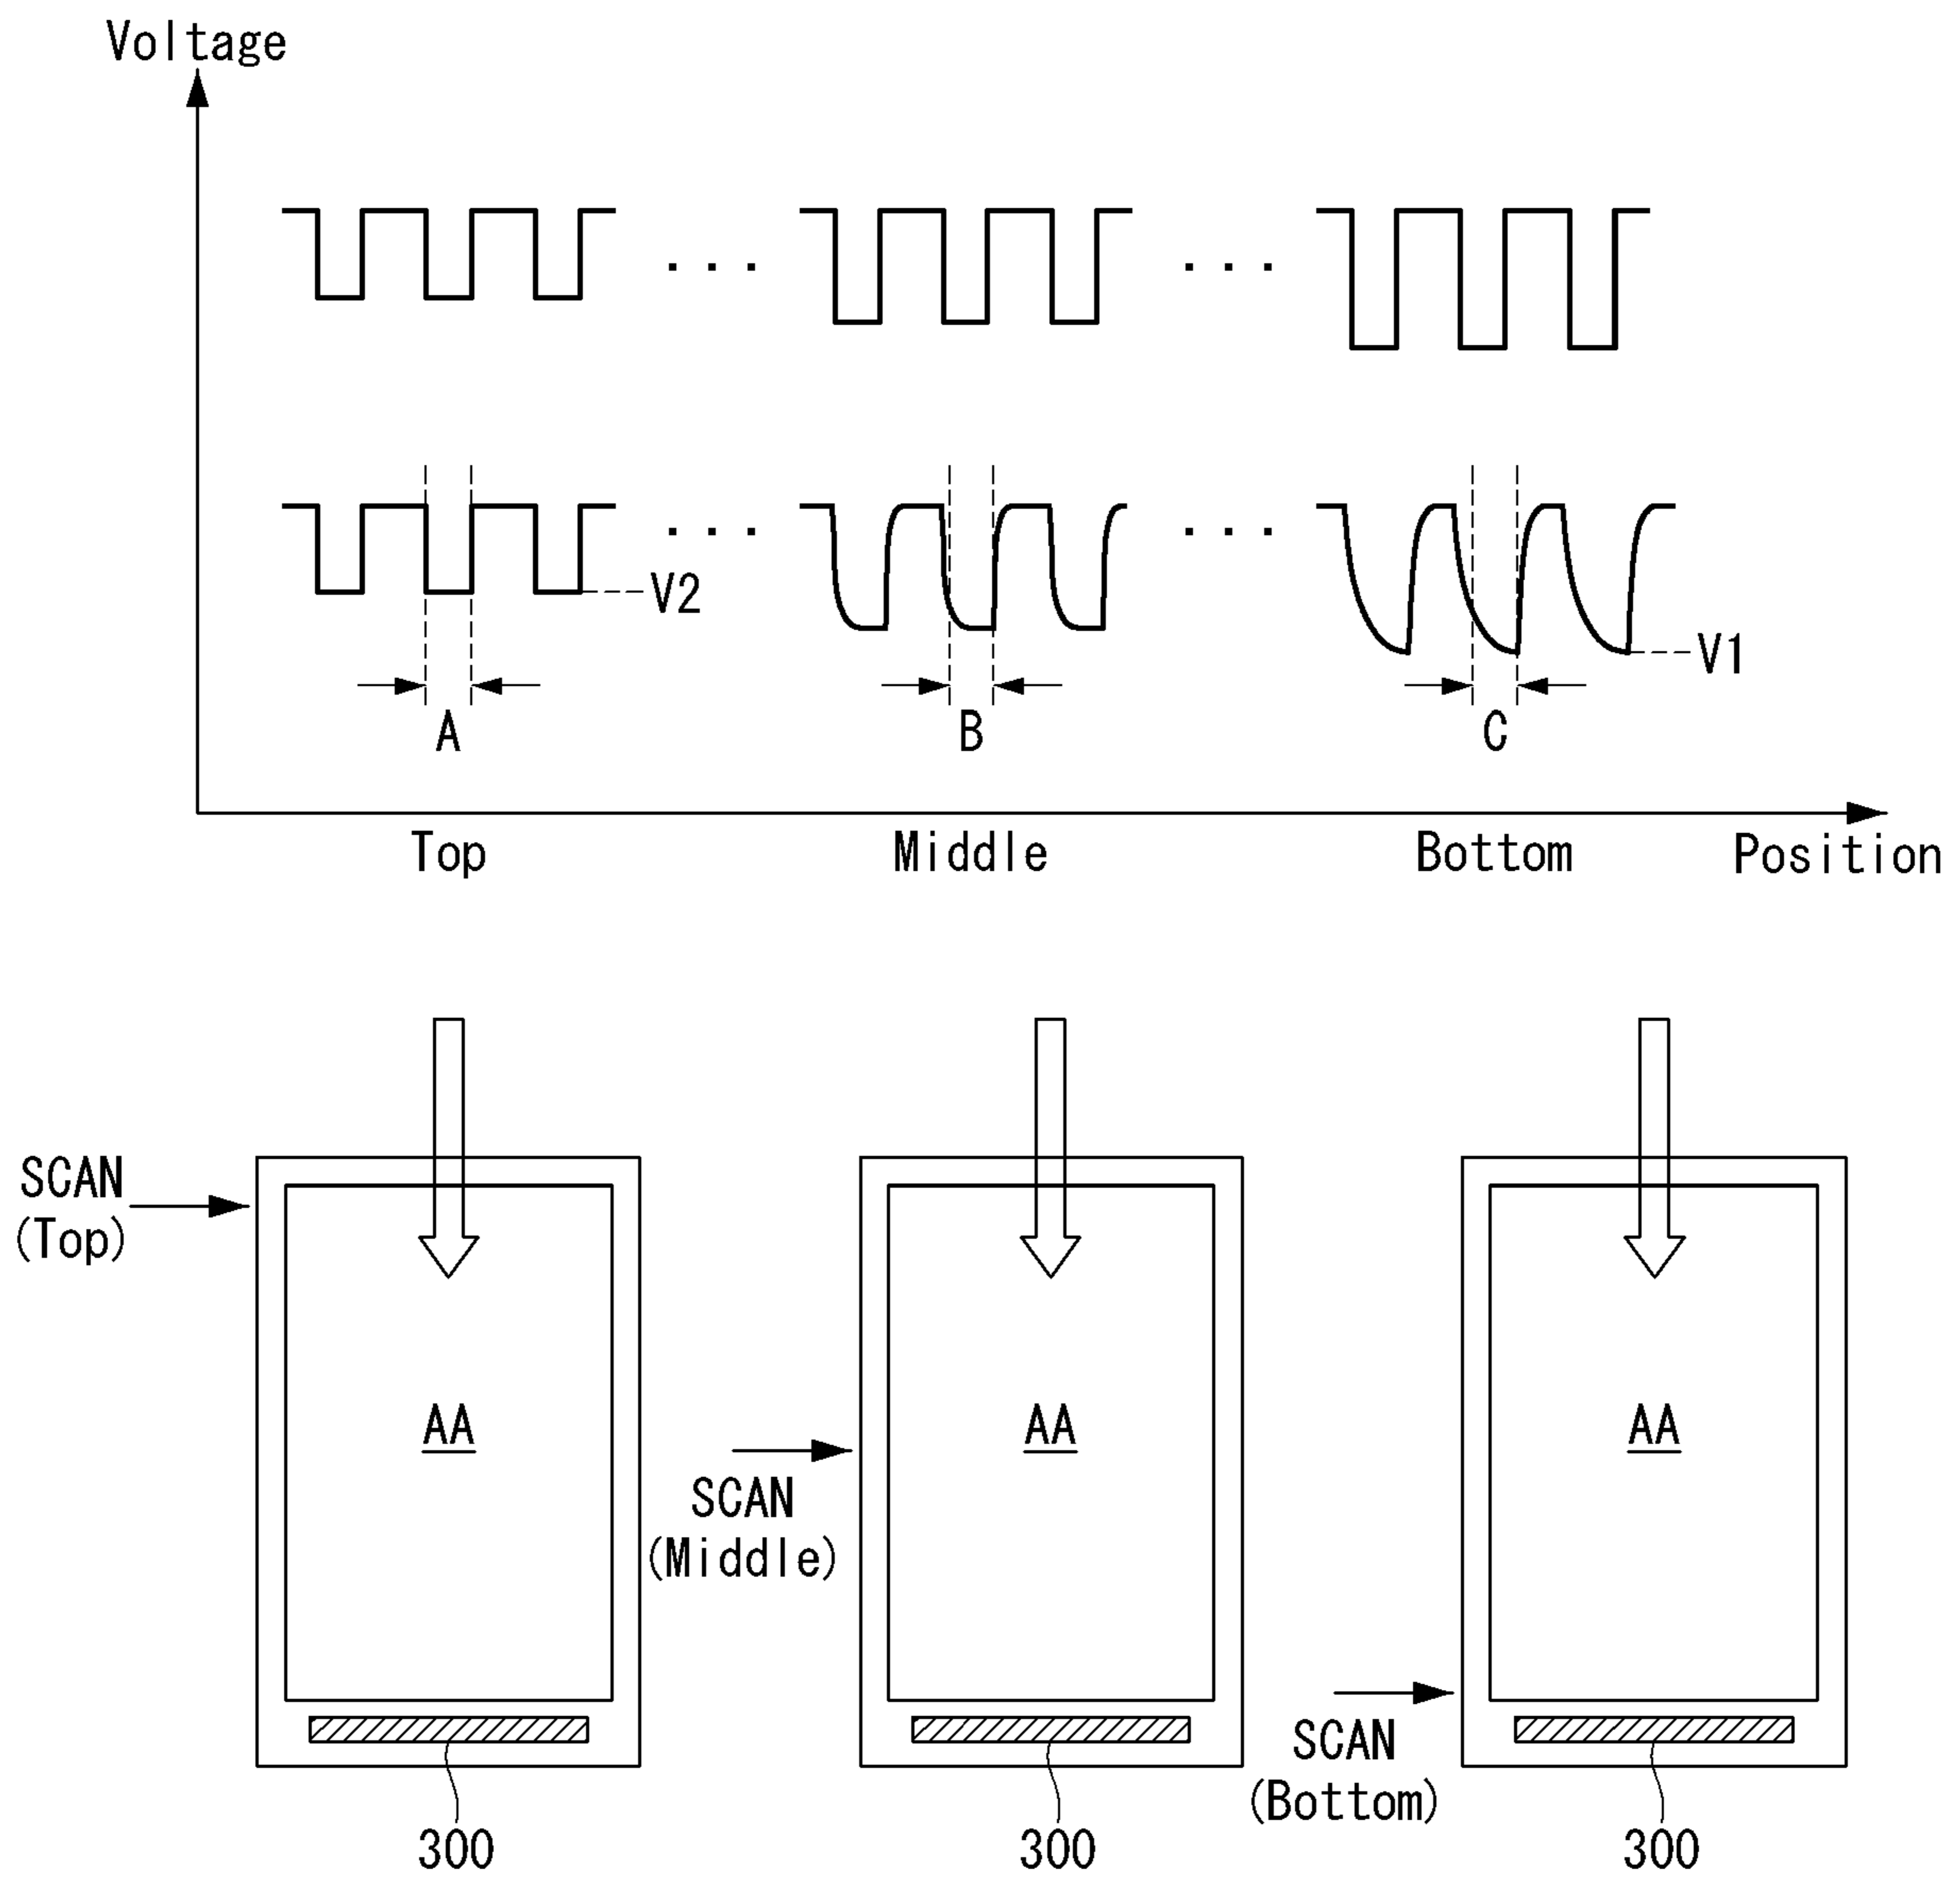 Voltage
V2
V1
A
B
C
Top
Middle
Bottom
Position
SCAN
(Top)
AA
SCAN
(Middle)
AA
SCAN
(Bottom)
AA
300
300
300